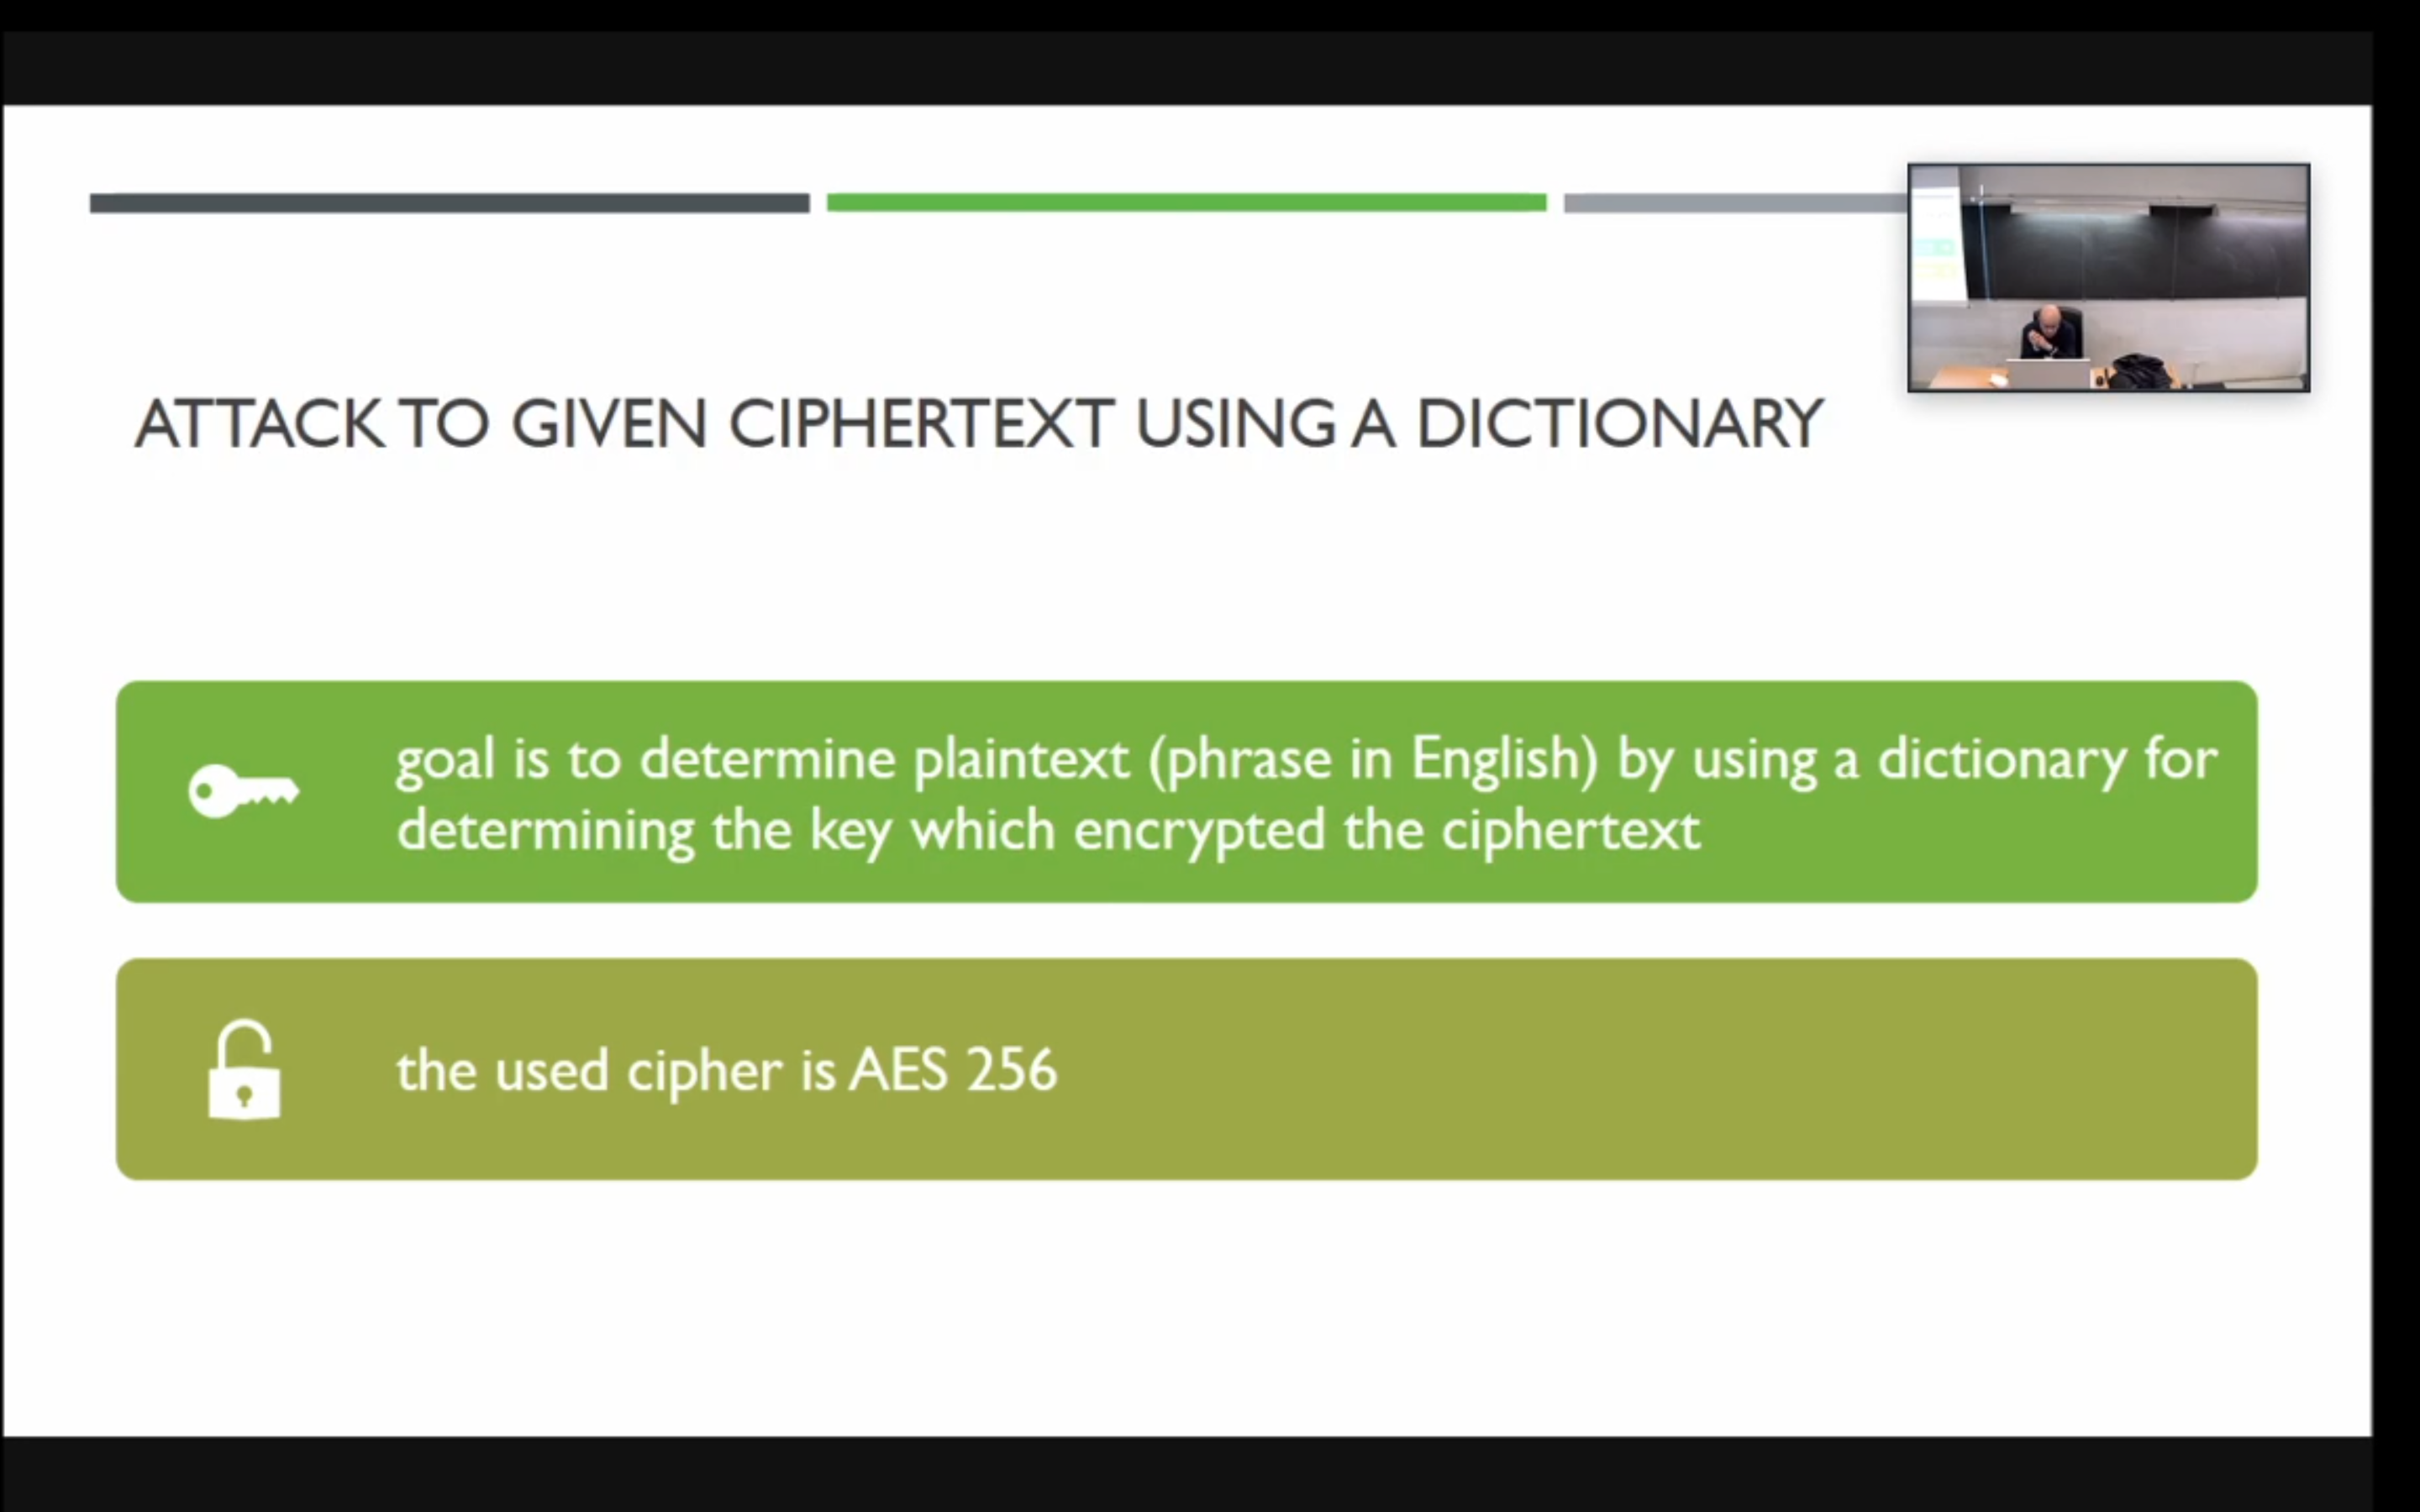 ATTACK TO GIVEN CIPHERTEXT USING A DICTIONARY
goal is to determine plaintext (phrase in English) by using a dictionary for
determining the key which encrypted the ciphertext
the used cipher is AES 256